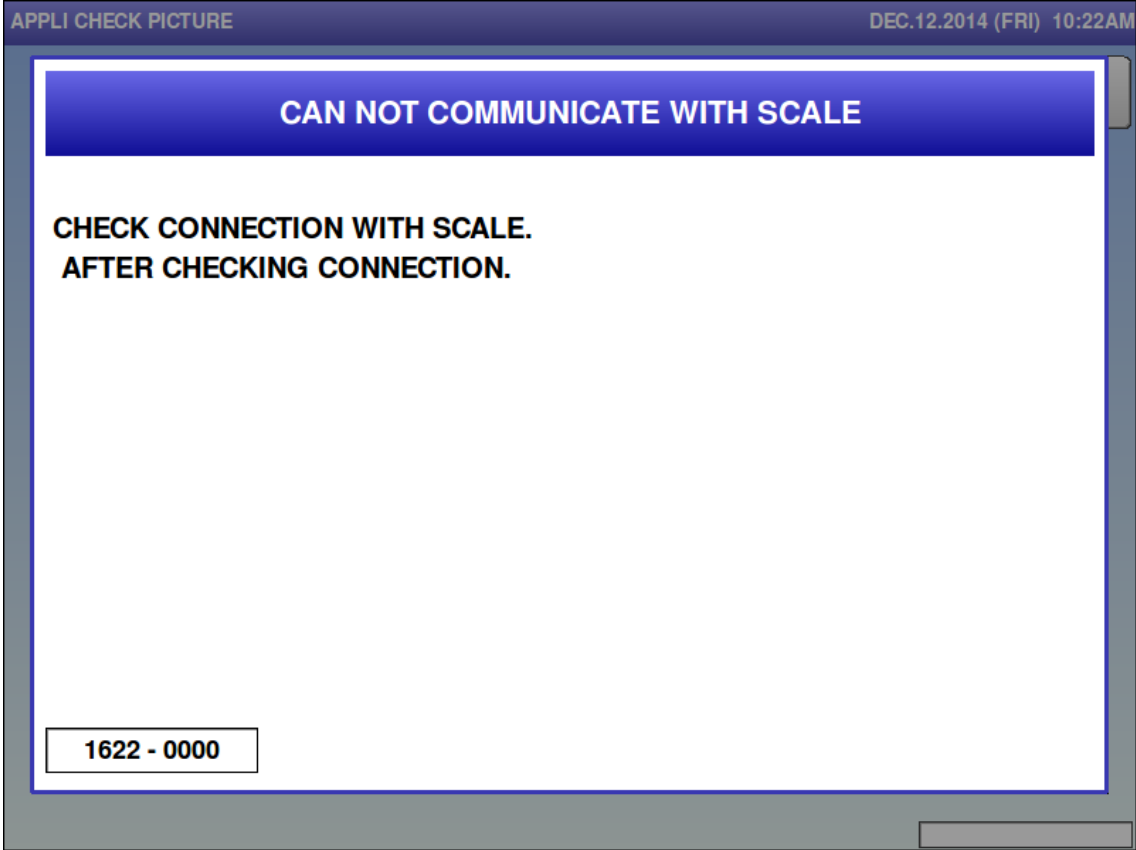 APPLI CHECK PICTURE DEC.12.2014 (FRI) 10:22AM
CAN NOT COMMUNICATE WITH SCALE
CHECK CONNECTION WITH SCALE.
AFTER CHECKING CONNECTION.
1622 - 0000